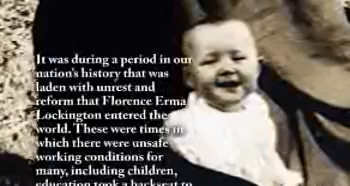 It was during a period in our
nation's history that was
laden with unrest and
reform that Florence Erma
Lockington entered the
world. These were times in
which there were unsafe
working conditions for
many, including children,
education took a backseat to